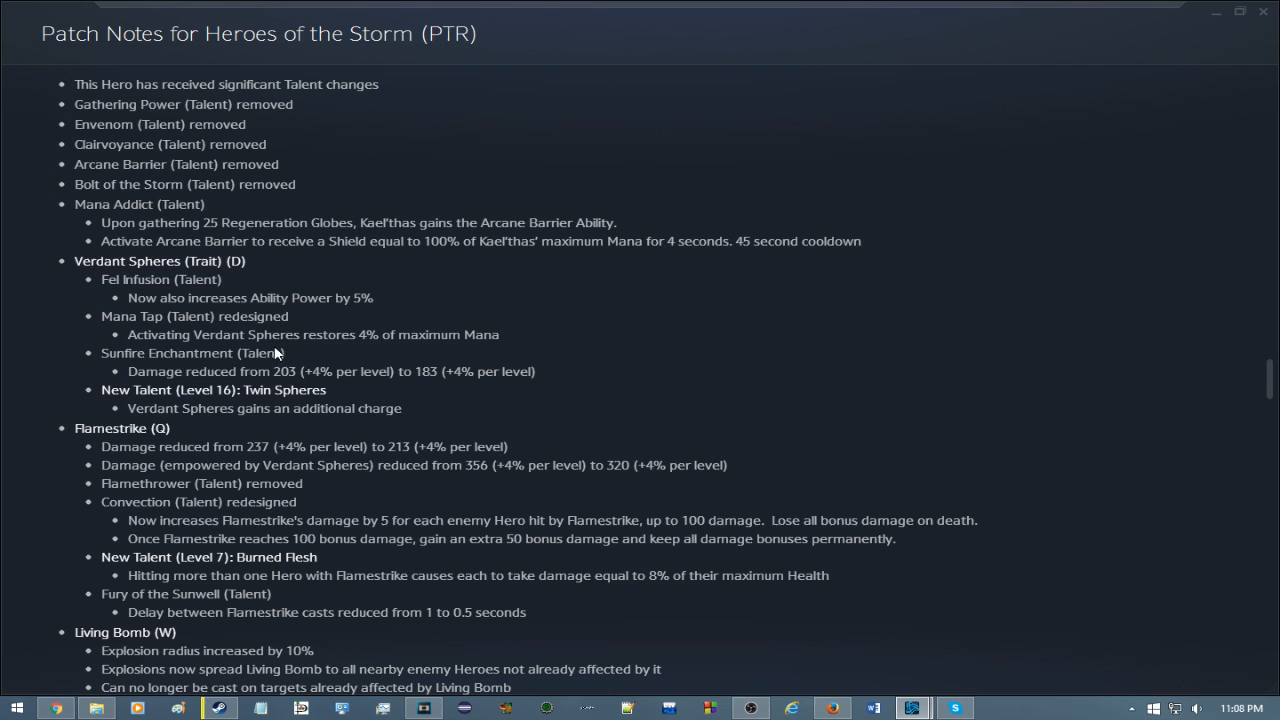 Patch Notes for Heroes of the Storm (PTR)
This Hero has received significant Talent changes
Gathering Power (Talent) removed
Envenom (Talent) removed
Clairvoyance (Talent) removed
Arcane Barrier (Talent) removed
Bolt of the Storm (Talent) removed
Mana Addict (Talent)
Upon gathering 25 Regeneration Globes, Kael'thas gains the Arcane Barrier Ability.
Activate Arcane Barrier to receive a Shield equal to 100% of Kael'thas' maximum Mana for 4 seconds. 45 second cooldown
Verdant Spheres (Trait) (D)
Fel Infusion (Talent)
Now also increases Ability Power by 5%
Mana Tap (Talent) redesigned
Activating Verdant Spheres restores 4% of maximum Mana
Sunfire Enchantment (Talent)
Damage reduced from 203 (+4% per level) to 183 (+4% per level)
New Talent (Level 16): Twin Spheres
Verdant Spheres gains an additional charge
Flamestrike (Q)
Damage reduced from 237 (+4% per level) to 213 (+4% per level)
Damage (empowered by Verdant Spheres) reduced from 356 (+4% per level) to 320 (+4% per level)
Flamethrower (Talent) removed
Convection (Talent) redesigned
Now increases Flamestrike's damage by 5 for each enemy Hero hit by Flamestrike, up to 100 damage.  Lose all bonus damage on death.
Once Flamestrike reaches 100 bonus damage, gain an extra 50 bonus damage and keep all damage bonuses permanently.
New Talent (Level 7): Burned Flesh
Hitting more than one Hero with Flamestrike causes each to take damage equal to 8% of their maximum Health
Fury of the Sunwell (Talent)
Delay between Flamestrike casts reduced from 1 to 0.5 seconds
Living Bomb (W)
Explosion radius increased by 10%
Explosions now spread Living Bomb to all nearby enemy Heroes not already affected by it
Can no longer be cast on targets already affected by Living Bomb
11:08 PM